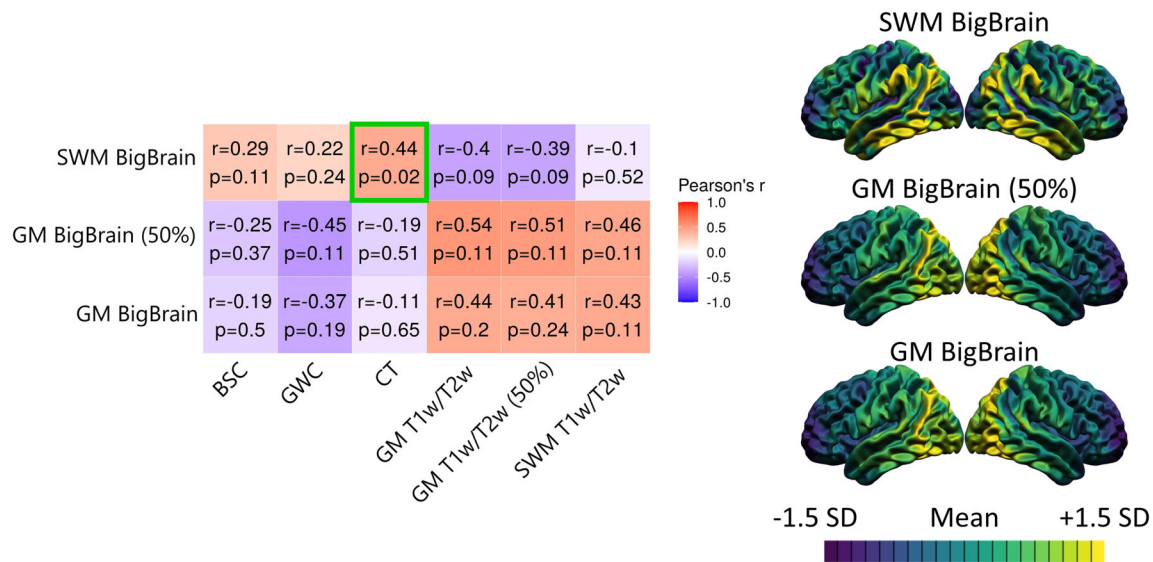 SWM BigBrain
r=0.29 r=0.22 r=0.44 r=-0.4 r=-0.39 r=-0.1
p=0.11 p=0.24 p=0.02 p=0.09 p=0.09 p=0.52
GM BigBrain (50%)
r=-0.25 r=-0.45 r=-0.19 r=0.54 r=0.51 r=0.46
p=0.37 p=0.11 p=0.51 p=0.11 p=0.11 p=0.11
GM BigBrain
r=-0.19 r=-0.37 r=-0.11 r=0.44 r=0.41 r=0.43
p=0.5 p=0.19 p=0.65 p=0.2 p=0.24 p=0.11
BSC
GWC
CT
GM T1w/T2w
GM T1w/T2w (50%)
SWM T1w/T2w
Pearson's r
1.0
0.5
0.0
-0.5
-1.0
SWM BigBrain
GM BigBrain (50%)
GM BigBrain
-1.5 SD Mean +1.5 SD